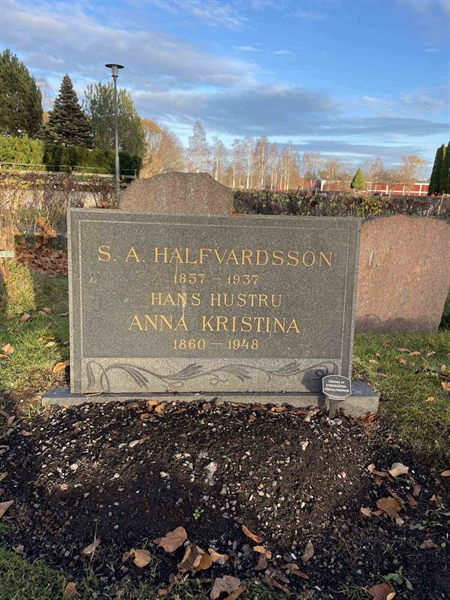 S. A. HALFVARDSSON
1857 — 1937
HANS HUSTRU
ANNA KRISTINA
1860 — 1948